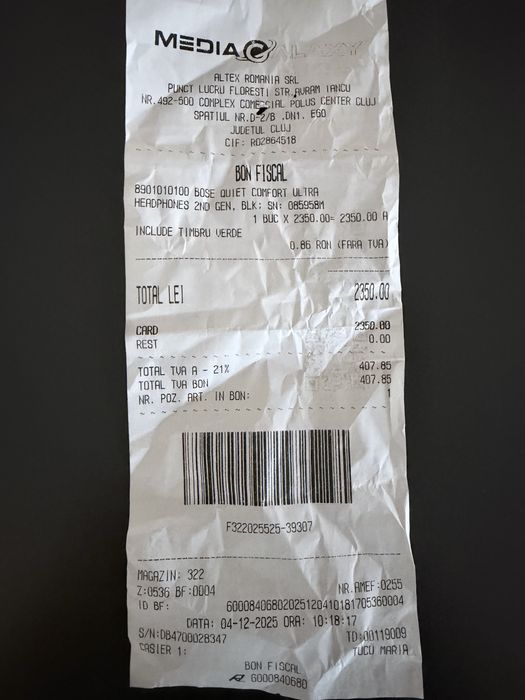 MEDIA GALAXY
ALTEX ROMANIA SRL
PUNCT LUCRU FLORESTI STR.AVRAM IANCU
NR.492-500 COMPLEX COMERCIAL POLUS CENTER CLUJ
SPATIUL NR.D-2/B .DN1. E60
JUDETUL CLUJ
CIF: RO2864518
BON FISCAL
8901010100 BOSE QUIET COMFORT ULTRA
HEADPHONES 2ND GEN. BLK; SN: 085958M
1 BUC X 2350.00= 2350.00 A
INCLUDE TIMBRU VERDE
0.86 RON (FARA TVA)
TOTAL LEI 2350.00
CARD 2350.00
REST 0.00
TOTAL TVA A - 21% 407.85
TOTAL TVA BON 407.85
NR. POZ. ART. IN BON: 1
F322025525-39307
MAGAZIN: 322
Z:0536 BF:0004 NR.AMEF:0255
ID BF: 60008406802025120410181705360004
DATA: 04-12-2025 ORA: 10:18:17
S/N:DB4700028347 TD:00119009
CASIER 1: TUCU MARIA
BON FISCAL
6000840680